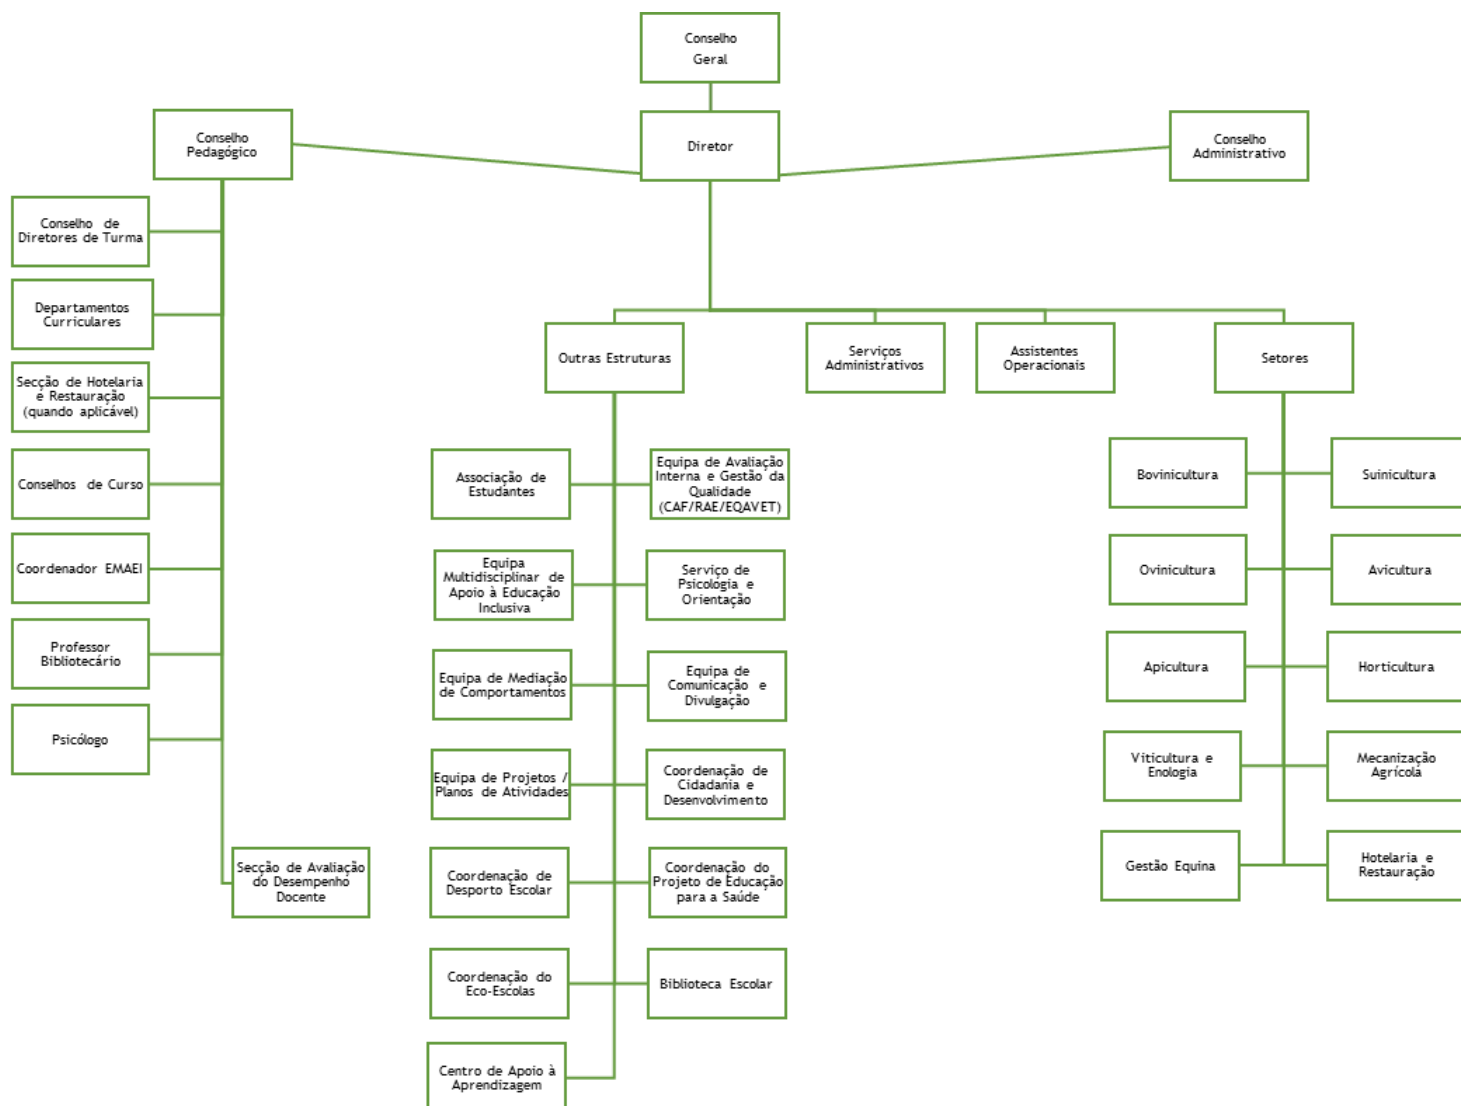 Conselho
Geral
Conselho
Pedagógico
Diretor
Conselho
Administrativo
Conselho de
Diretores de Turma
Departamentos
Curriculares
Secção de Hotelaria
e Restauração
(quando aplicável)
Conselhos de Curso
Coordenador EMAEI
Professor
Bibliotecário
Psicólogo
Secção de Avaliação
do Desempenho
Docente
Outras Estruturas
Serviços
Administrativos
Assistentes
Operacionais
Setores
Associação de
Estudantes
Equipa de Avaliação
Interna e Gestão da
Qualidade
(CAF/RAE/EQAVET)
Equipa
Multidisciplinar de
Apoio à Educação
Inclusiva
Serviço de
Psicologia e
Orientação
Equipa de Mediação
de Comportamentos
Equipa de
Comunicação e
Divulgação
Equipa de Projetos /
Planos de Atividades
Coordenação de
Cidadania e
Desenvolvimento
Coordenação de
Desporto Escolar
Coordenação do
Projeto de Educação
para a Saúde
Coordenação do
Eco-Escolas
Biblioteca Escolar
Centro de Apoio à
Aprendizagem
Bovinicultura
Suinicultura
Ovinicultura
Avicultura
Apicultura
Horticultura
Viticultura e
Enologia
Mecanização
Agrícola
Gestão Equina
Hotelaria e
Restauração